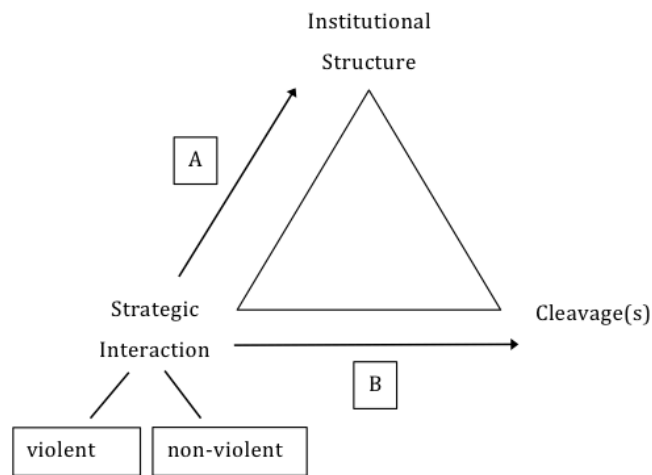 Institutional
Structure
A
Strategic
Interaction
Cleavage(s)
B
violent
non-violent